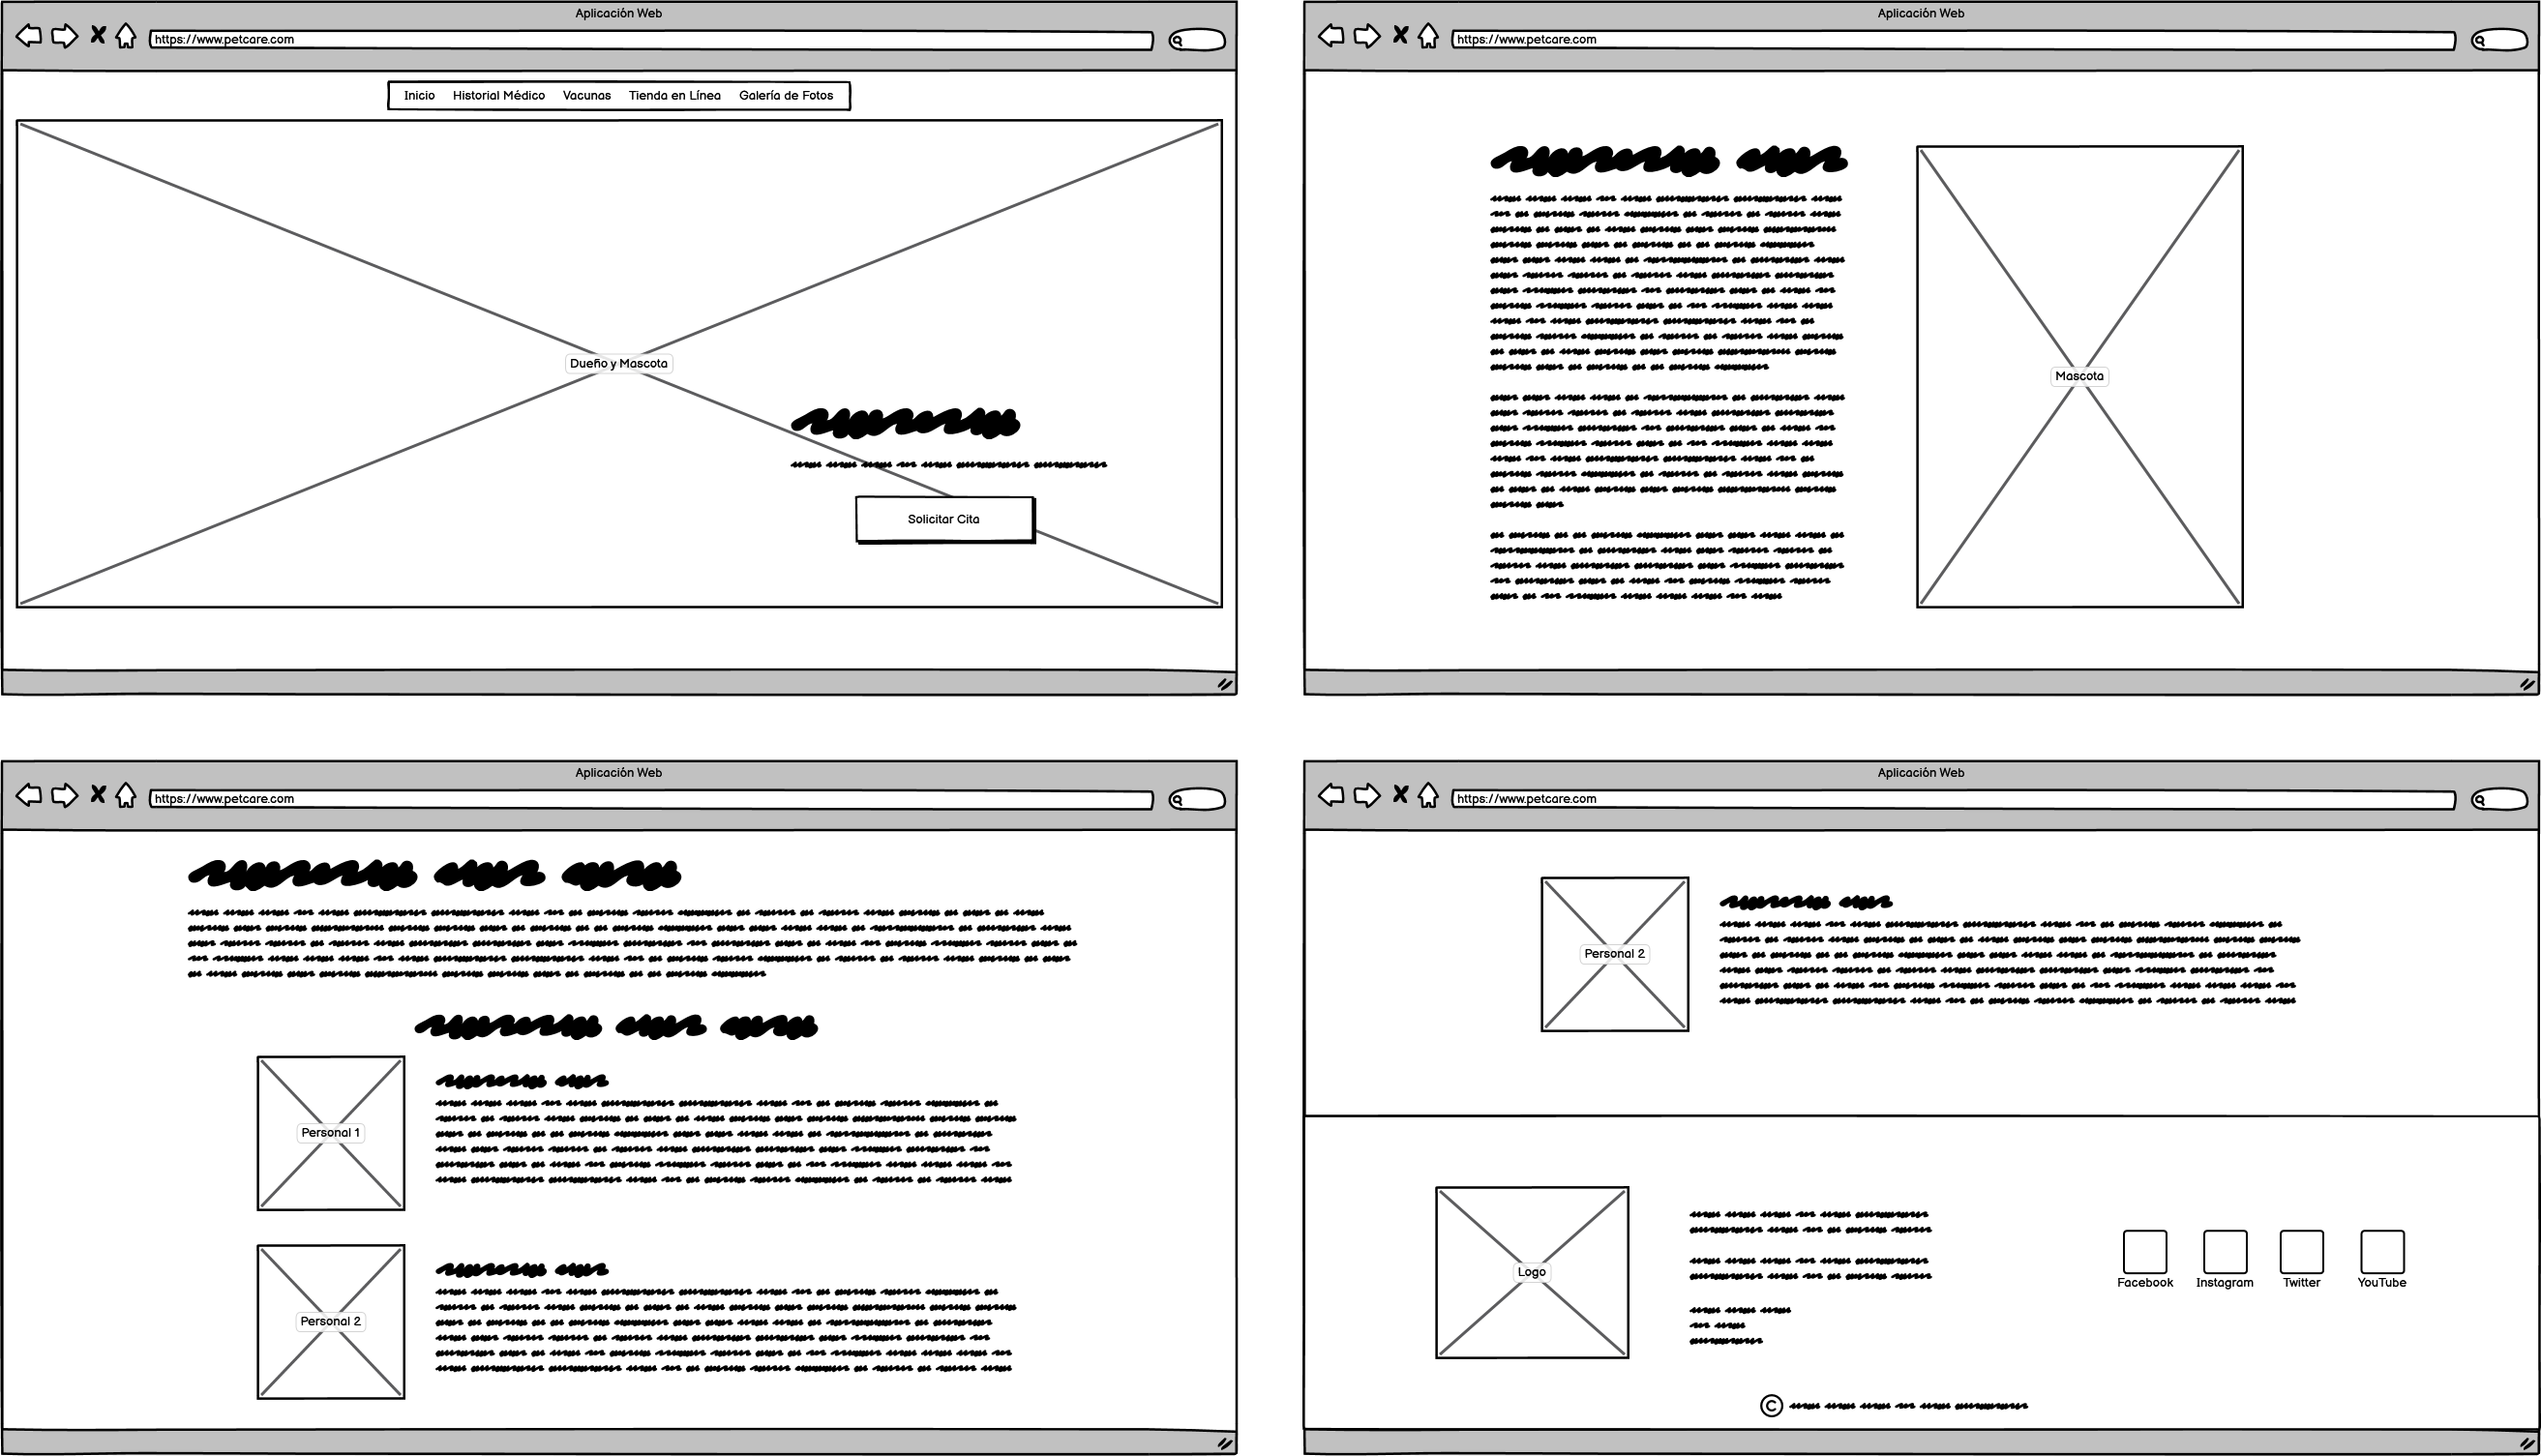 Aplicación Web
https://www.petcare.com
Inicio Historial Médico Vacunas Tienda en Línea Galería de Fotos
Dueño y Mascota
Solicitar Cita
Aplicación Web
https://www.petcare.com
Mascota
Aplicación Web
https://www.petcare.com
Personal 1
Personal 2
Aplicación Web
https://www.petcare.com
Personal 2
Logo
Facebook Instagram Twitter YouTube
©